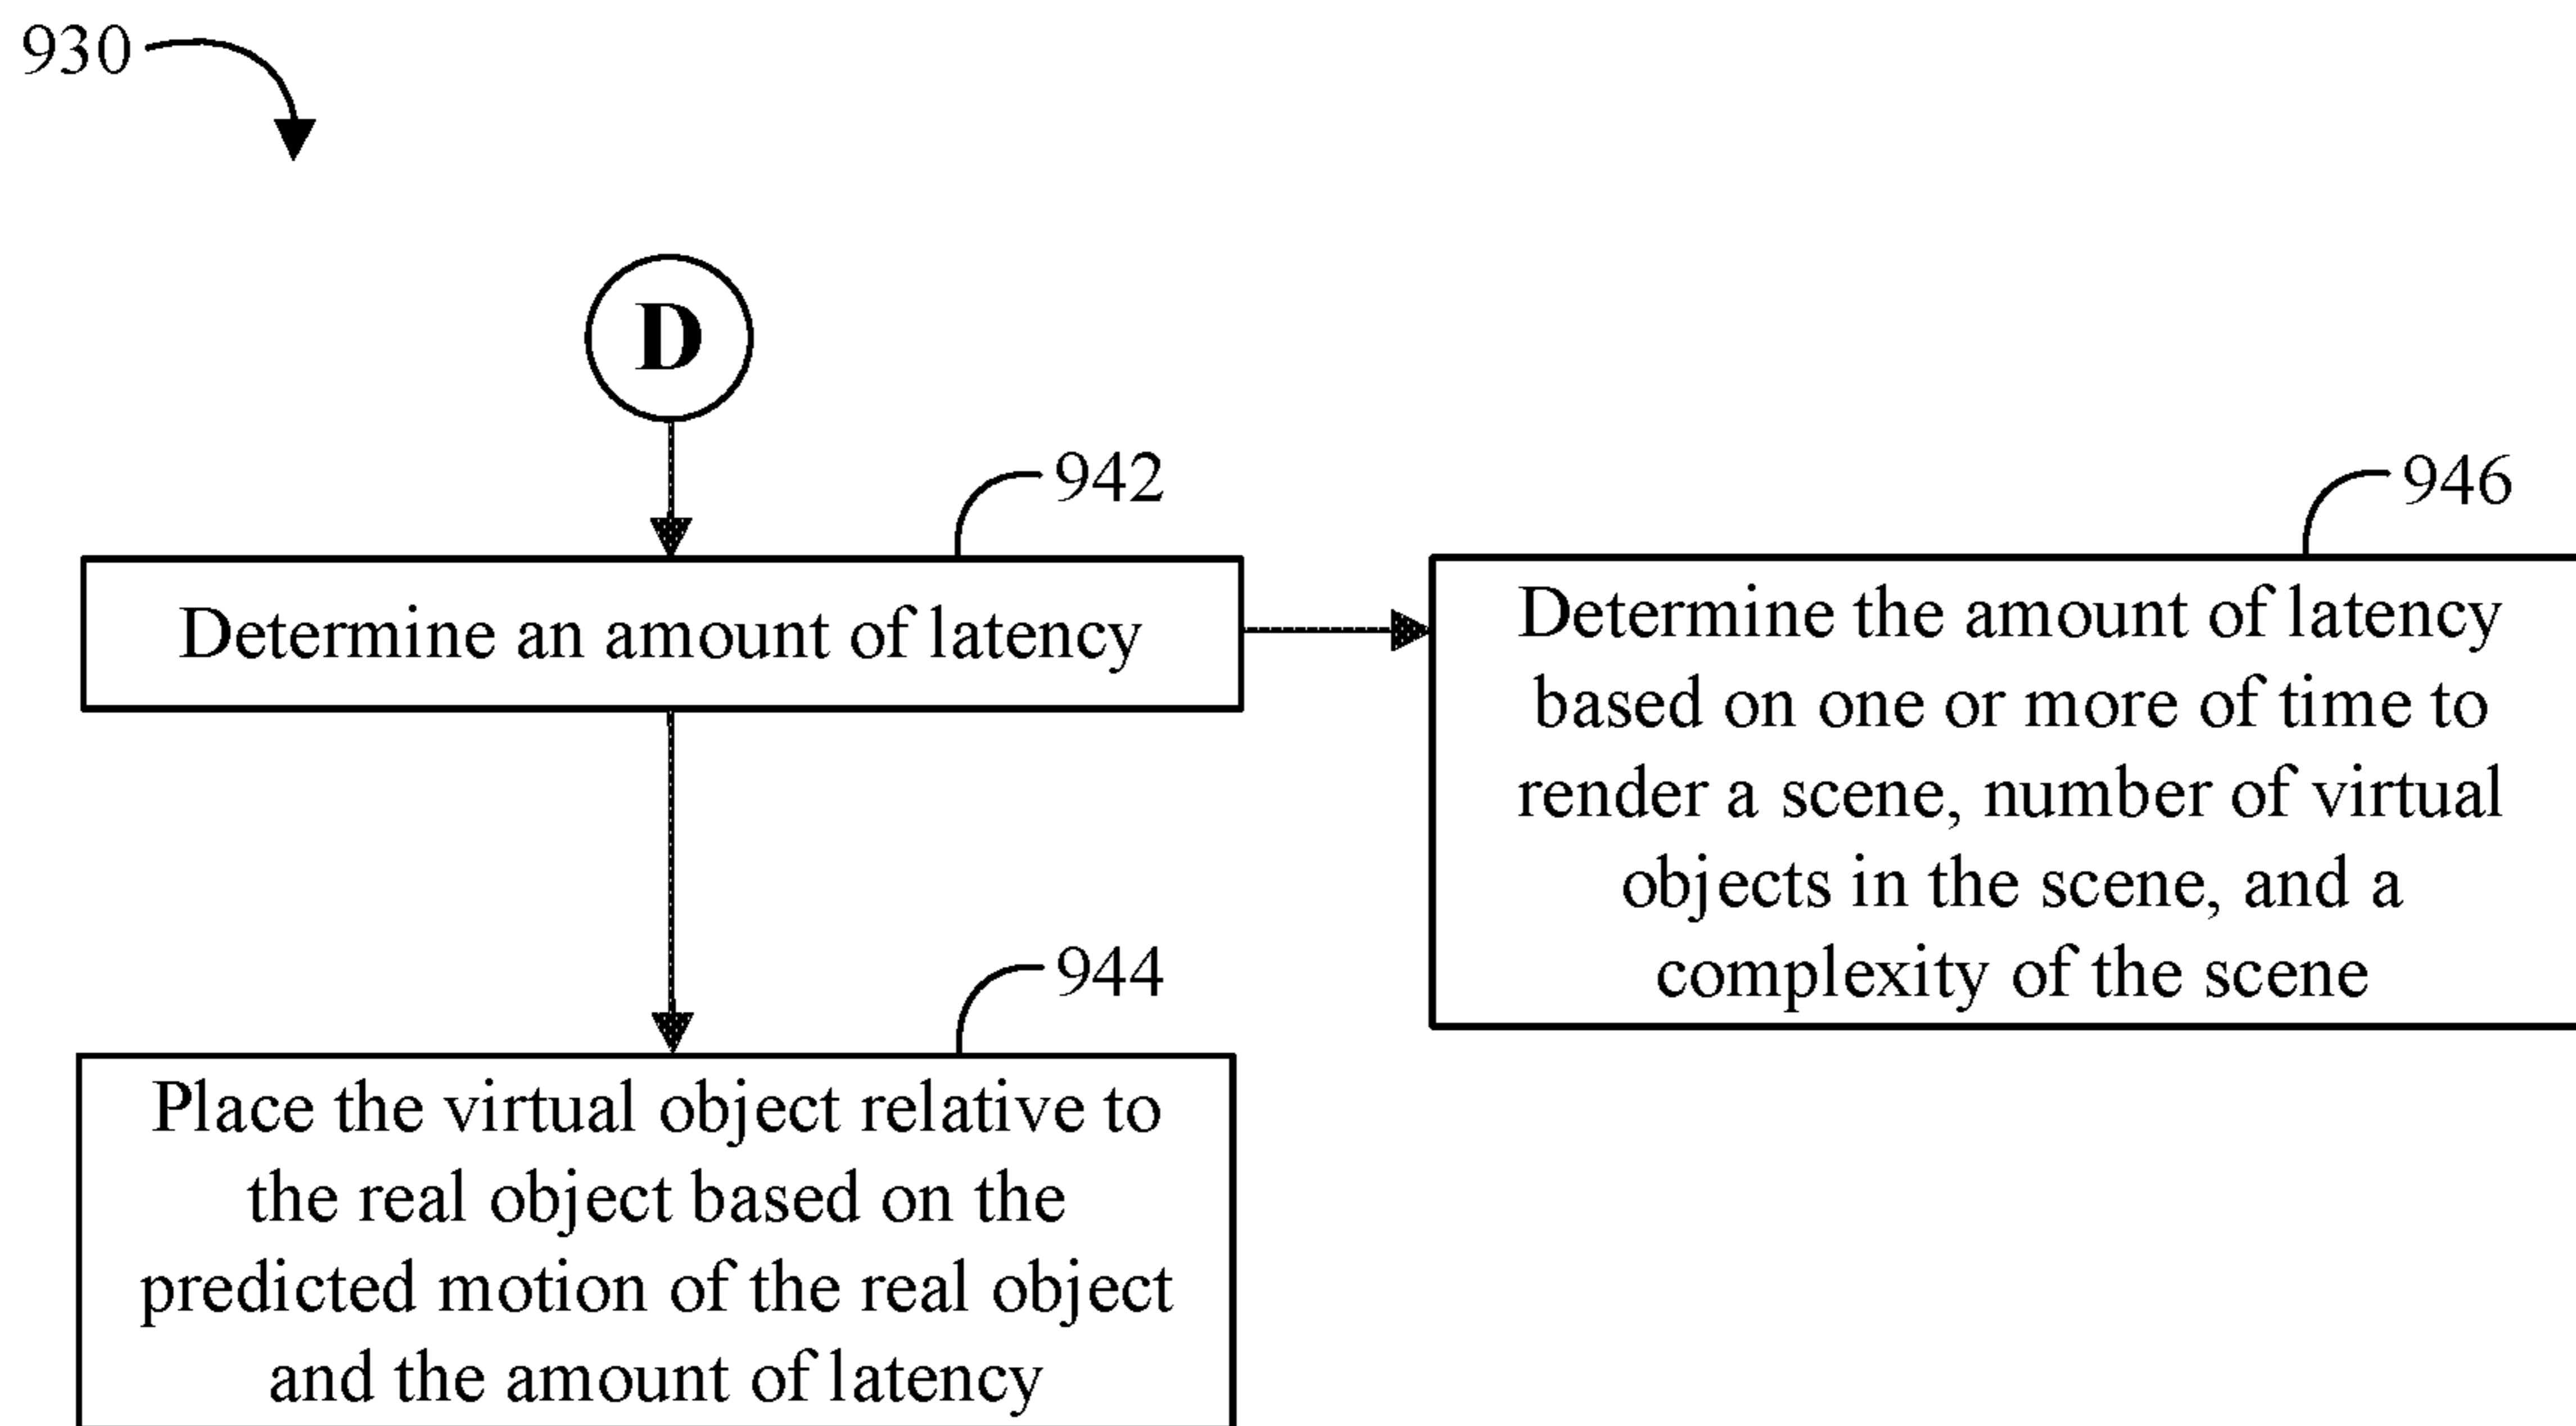 930
D
942
Determine an amount of latency
946
Determine the amount of latency
based on one or more of time to
render a scene, number of virtual
objects in the scene, and a
complexity of the scene
944
Place the virtual object relative to
the real object based on the
predicted motion of the real object
and the amount of latency